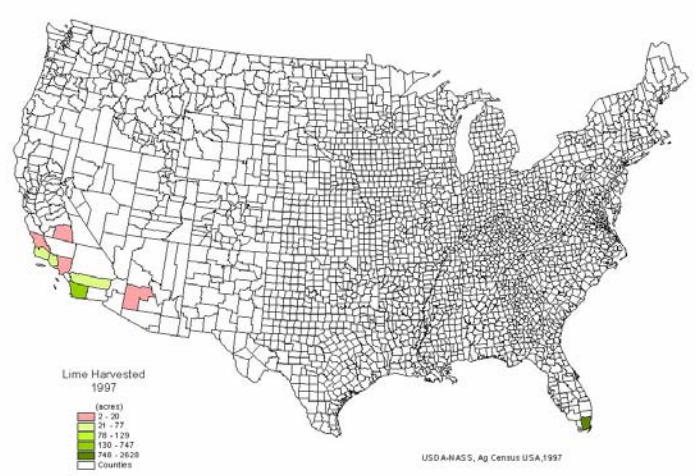 Lime Harvested
1997
(acres)
2 - 20
21 - 77
78 - 129
130 - 747
748 - 2628
Counties
USDA-NASS, Ag Census USA,1997